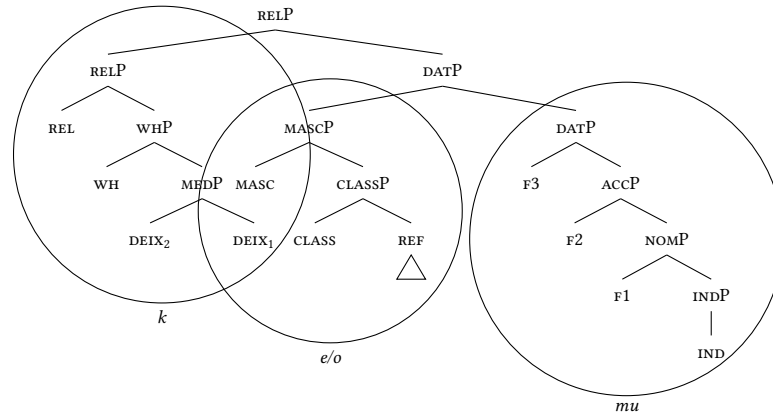 RELP
RELP DATP
REL WHP MASCP DATP
WH MEDP MASC CLASSP F3 ACCP
DEIX₂ DEIX₁ CLASS REF F2 NOMP
F1 INDP
k
e/o IND
mu